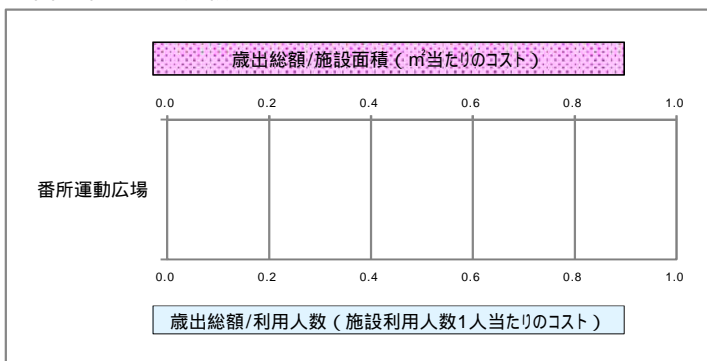 歳出総額/施設面積(㎡当たりのコスト)
0.0 0.2 0.4 0.6 0.8 1.0
番所運動広場
0.0 0.2 0.4 0.6 0.8 1.0
歳出総額/利用人数(施設利用人数1人当たりのコスト)